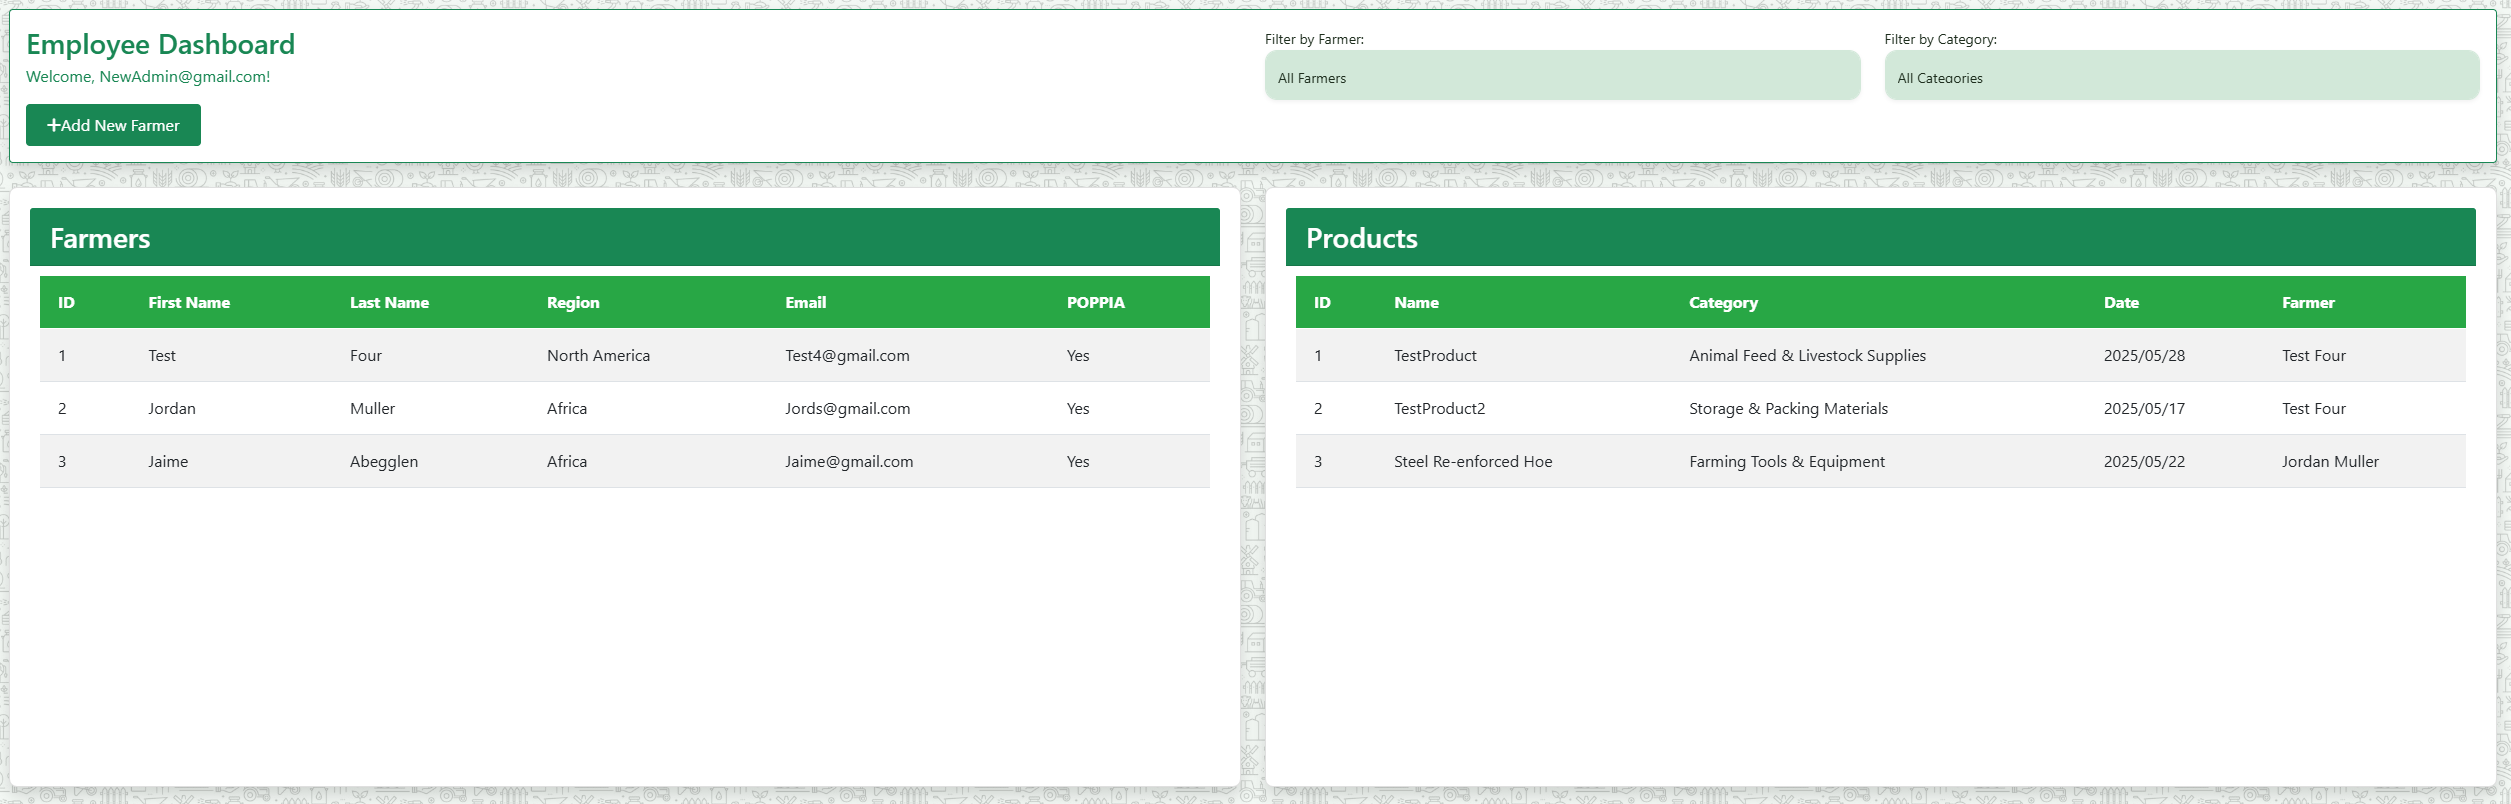 Employee Dashboard
Welcome, NewAdmin@gmail.com!
+Add New Farmer
Filter by Farmer:
All Farmers
Filter by Category:
All Categories
Farmers
ID First Name Last Name Region Email POPPIA
1 Test Four North America Test4@gmail.com Yes
2 Jordan Muller Africa Jords@gmail.com Yes
3 Jaime Abegglen Africa Jaime@gmail.com Yes
Products
ID Name Category Date Farmer
1 TestProduct Animal Feed & Livestock Supplies 2025/05/28 Test Four
2 TestProduct2 Storage & Packing Materials 2025/05/17 Test Four
3 Steel Re-enforced Hoe Farming Tools & Equipment 2025/05/22 Jordan Muller